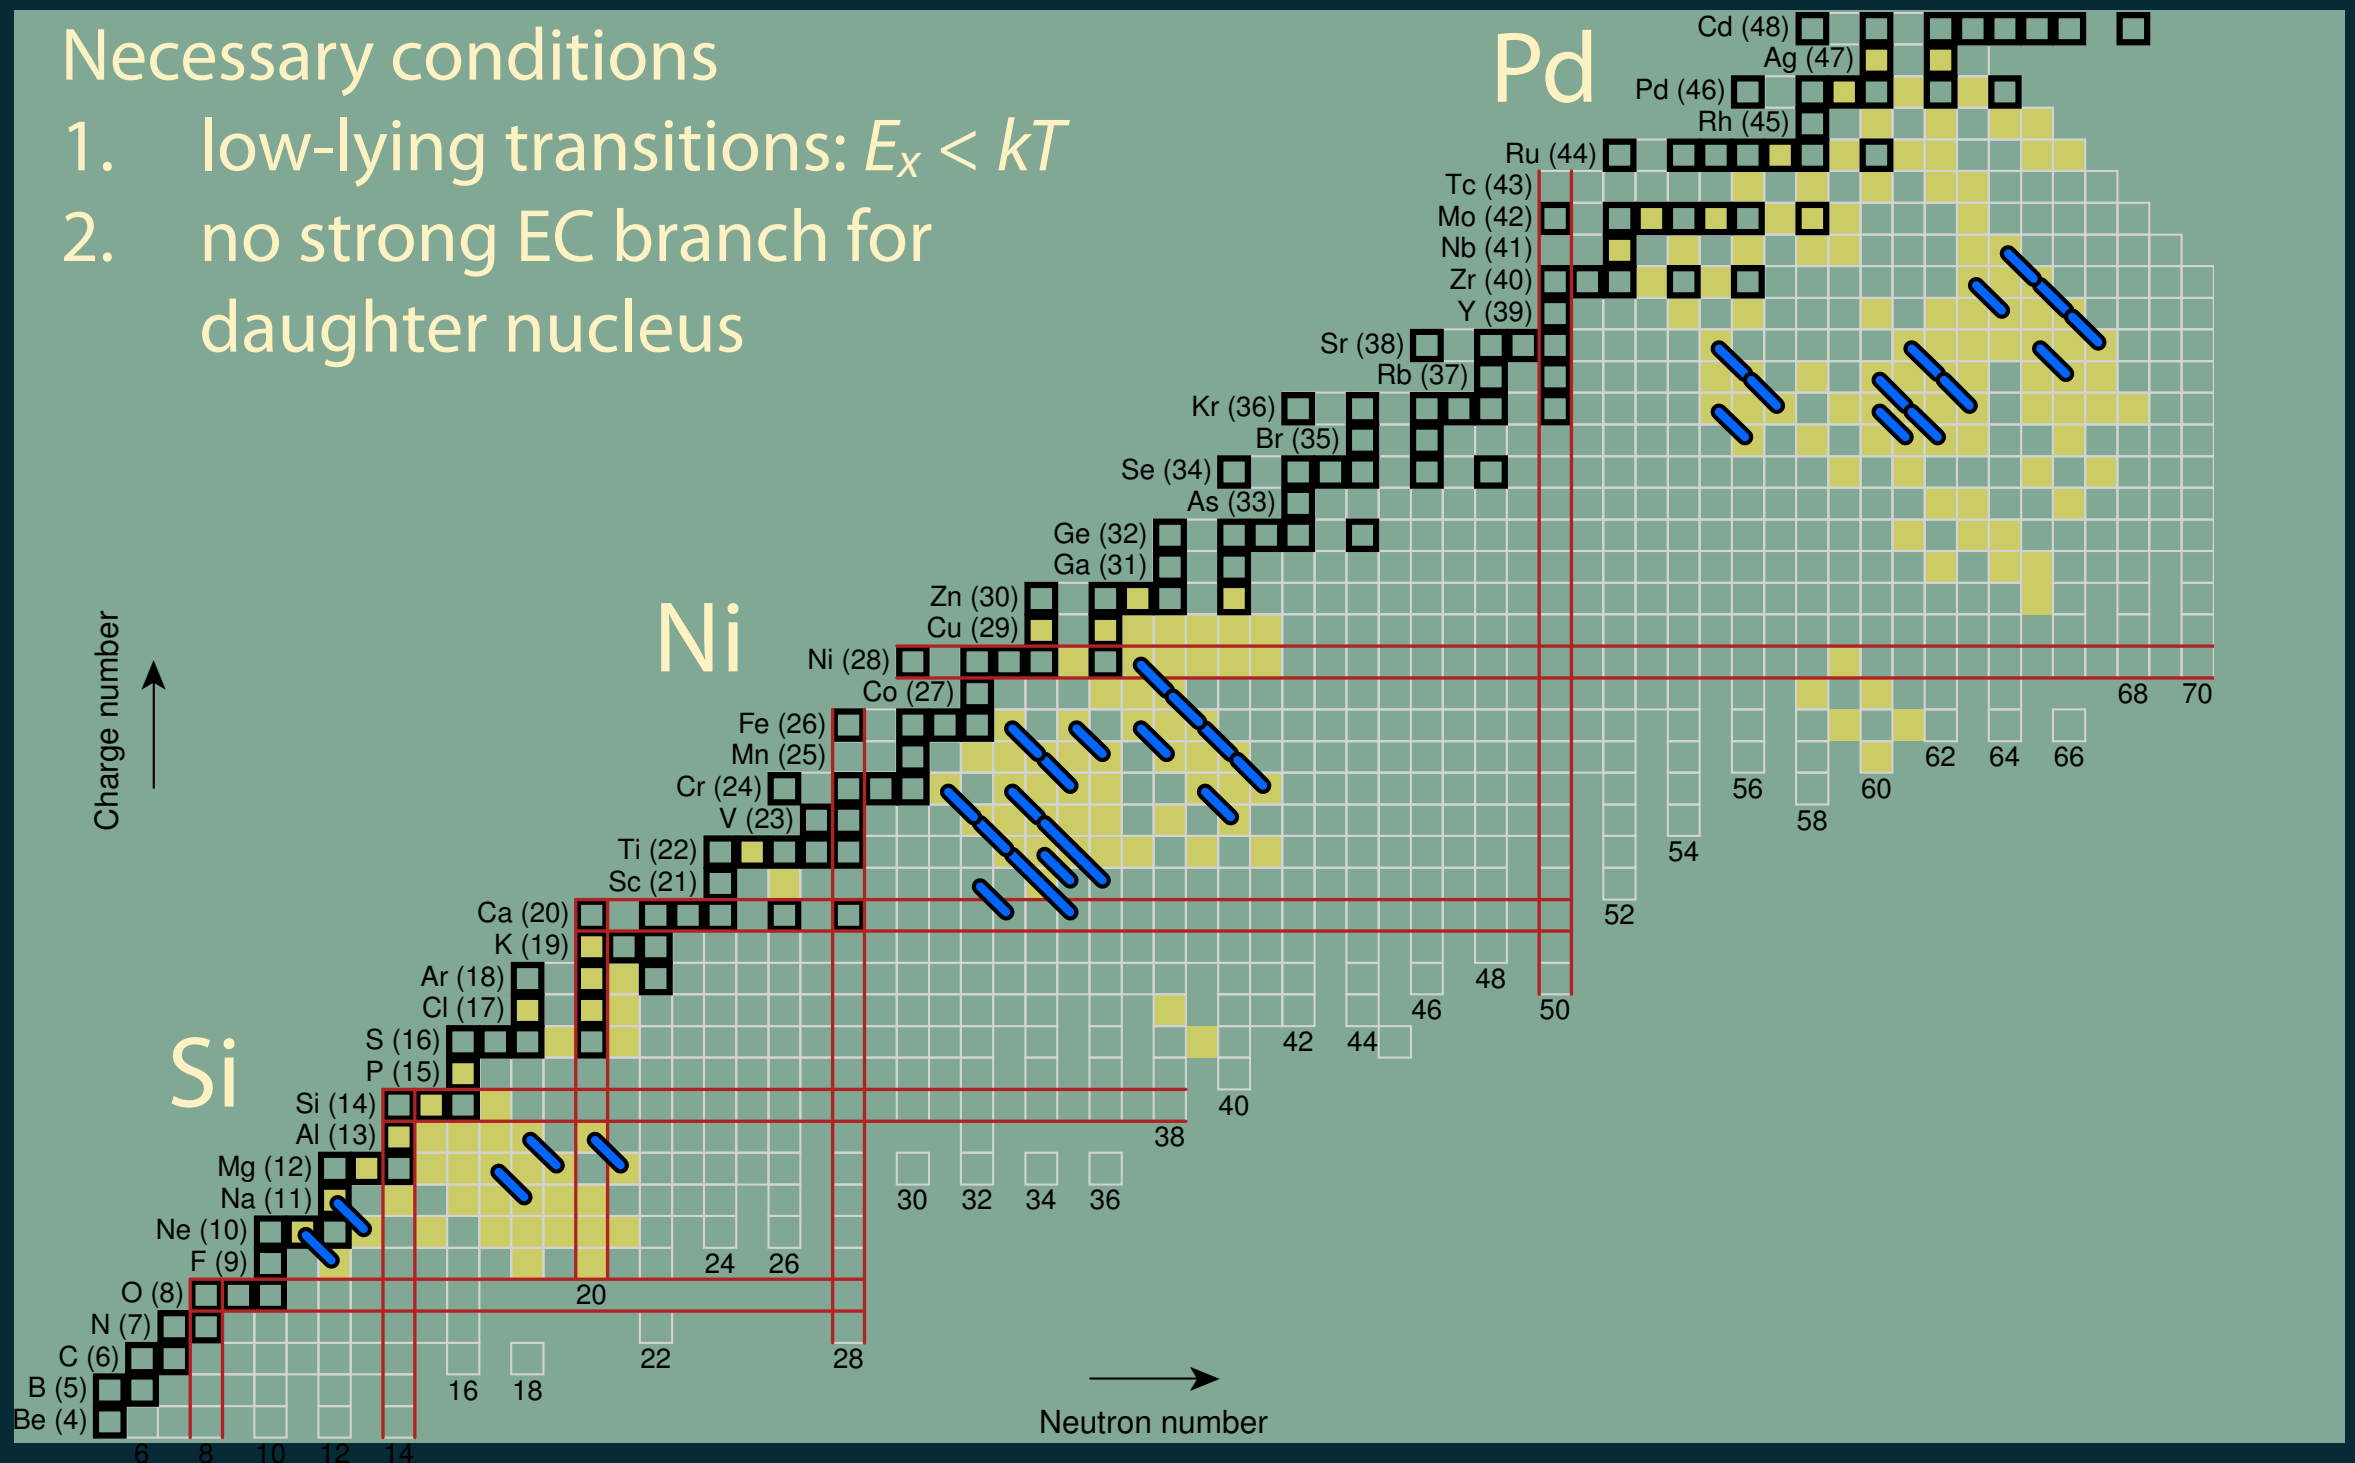 Necessary conditions
1. low-lying transitions: Ex < kT
2. no strong EC branch for
daughter nucleus
Pd
Ni
Si
Cd (48)
Ag (47)
Pd (46)
Rh (45)
Ru (44)
Tc (43)
Mo (42)
Nb (41)
Zr (40)
Y (39)
Sr (38)
Rb (37)
Kr (36)
Br (35)
Se (34)
As (33)
Ge (32)
Ga (31)
Zn (30)
Cu (29)
Ni (28)
Co (27)
Fe (26)
Mn (25)
Cr (24)
V (23)
Ti (22)
Sc (21)
Ca (20)
K (19)
Ar (18)
Cl (17)
S (16)
P (15)
Si (14)
Al (13)
Mg (12)
Na (11)
Ne (10)
F (9)
O (8)
N (7)
C (6)
B (5)
Be (4)
68 70
62 64 66
56 60
58
54
52
48
46 50
42 44
40
38
30 32 34 36
24 26
20
22 28
16 18
6 8 10 12 14
Charge number
Neutron number